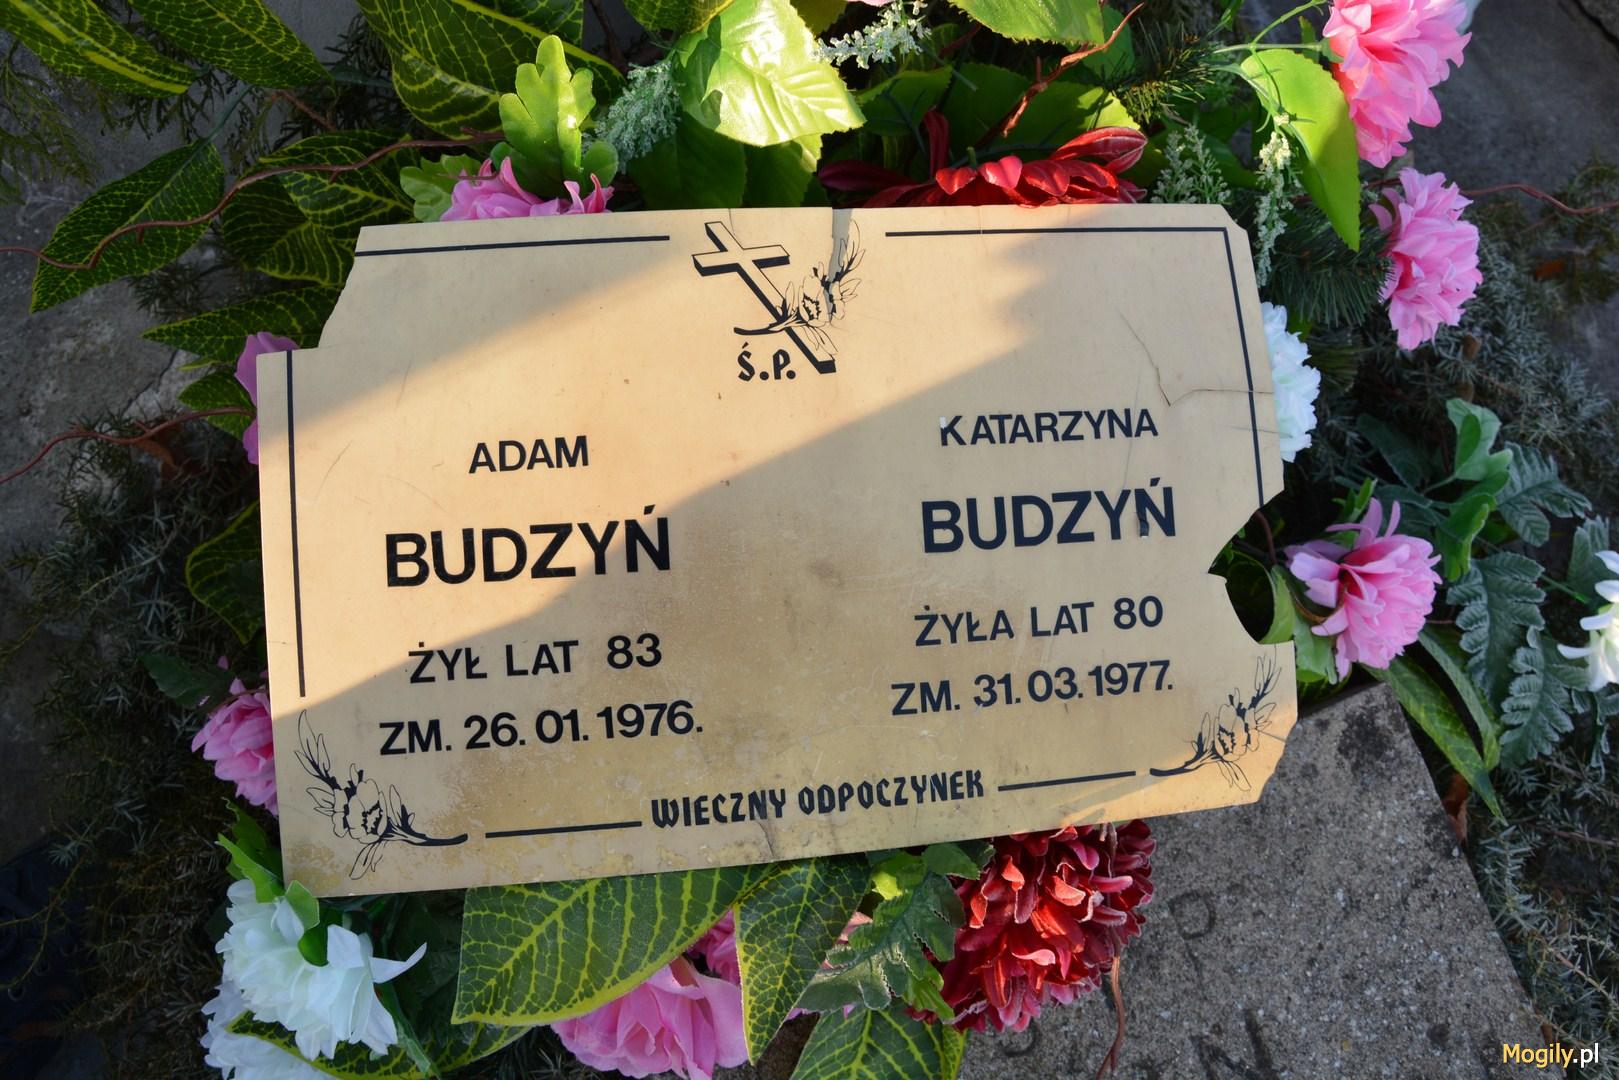 Ś.P.
ADAM
BUDZYŃ
ŻYŁ LAT 83
ZM. 26.01.1976.
KATARZYNA
BUDZYŃ
ŻYŁA LAT 80
ZM. 31.03.1977.
WIECZNY ODPOCZYNEK
Mogily.pl